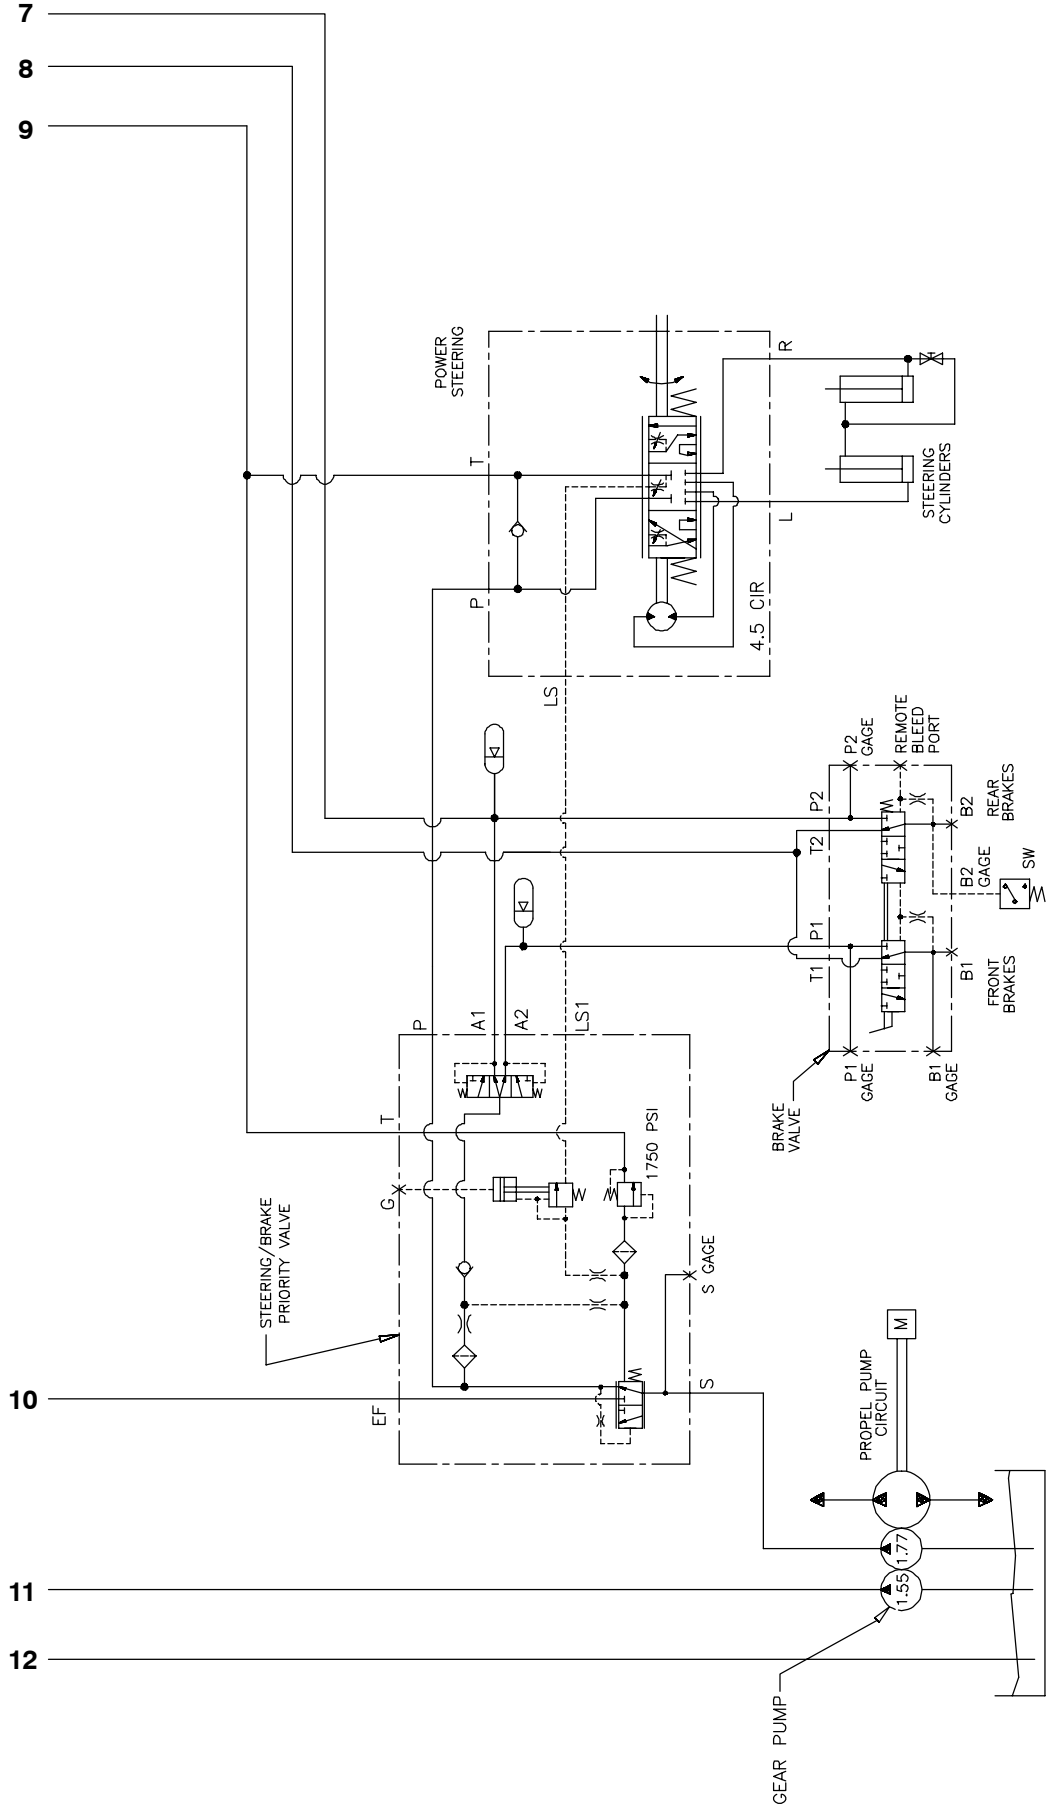 7
8
9
POWER
STEERING
T
P
LS
R
L
4.5 CIR
STEERING
CYLINDERS
P2
GAGE
REMOTE
BLEED
PORT
P2
T2
B2
REAR
BRAKES
B2
GAGE
SW
P1
T1
B1
FRONT
BRAKES
P1
GAGE
B1
GAGE
BRAKE
VALVE
P
A1
A2
LS1
T
G
1750 PSI
STEERING/BRAKE
PRIORITY VALVE
S GAGE
S
EF
10
M
PROPEL PUMP
CIRCUIT
1.77
1.55
11
12
GEAR PUMP